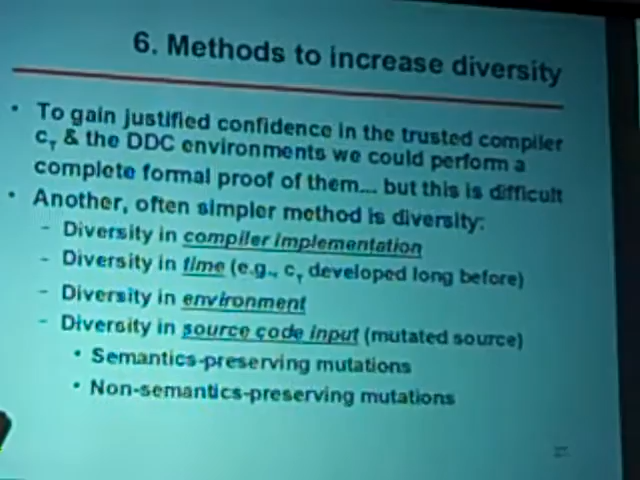 6. Methods to increase diversity
• To gain justified confidence in the trusted compiler
cT & the DDC environments we could perform a
complete formal proof of them... but this is difficult
• Another, often simpler method is diversity:
– Diversity in compiler implementation
– Diversity in time (e.g., cT developed long before)
– Diversity in environment
– Diversity in source code input (mutated source)
• Semantics-preserving mutations
• Non-semantics-preserving mutations